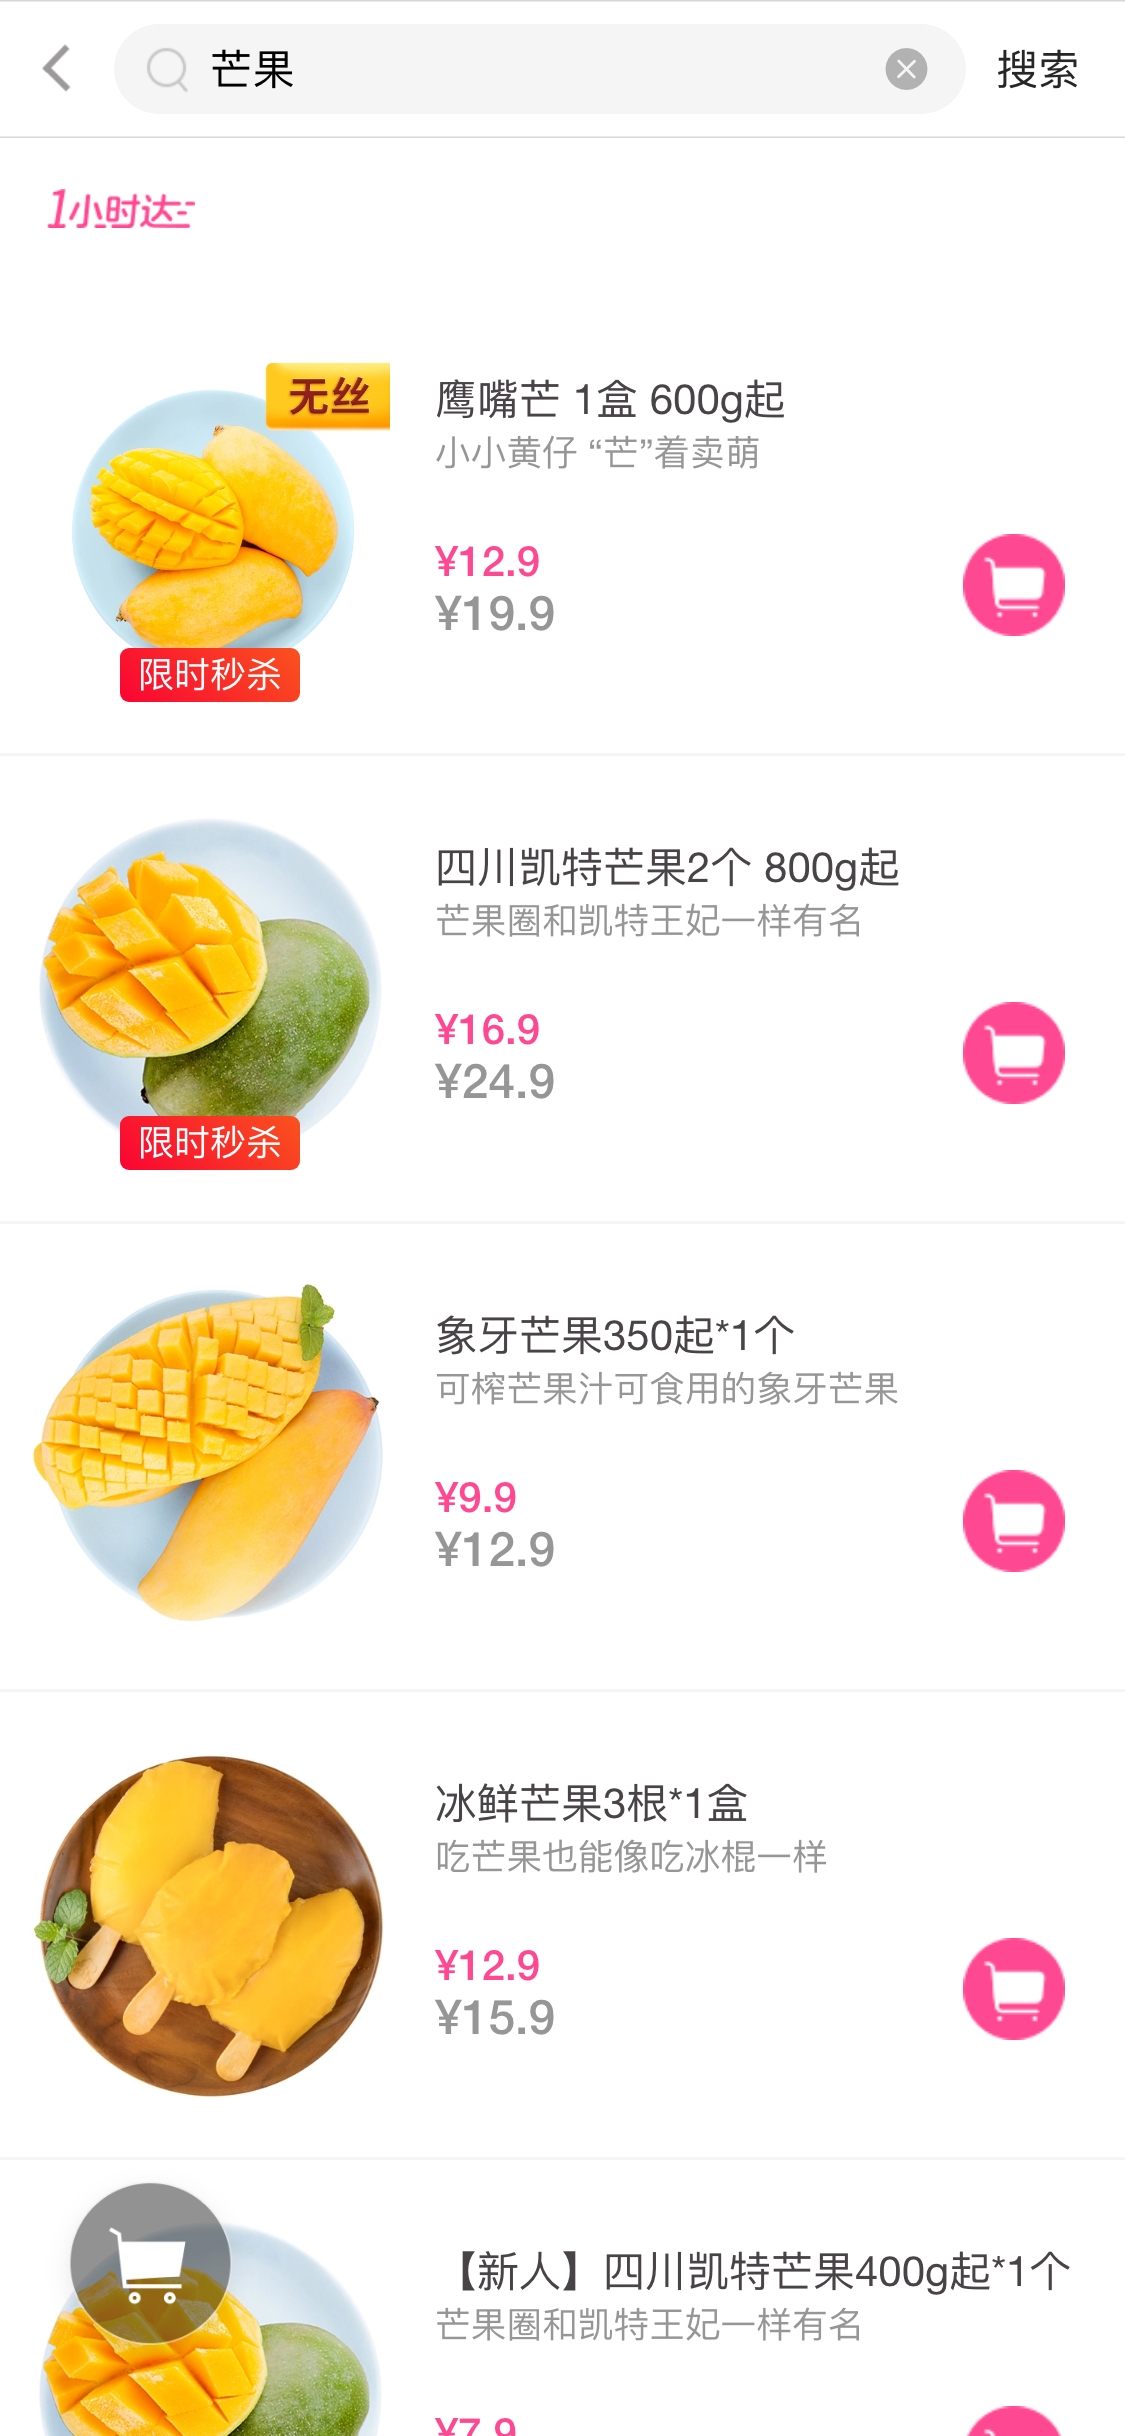 芒果
搜索
1小时达
无丝
鹰嘴芒 1盒 600g起
小小黄仔 “芒”着卖萌
¥12.9
¥19.9
限时秒杀
四川凯特芒果2个 800g起
芒果圈和凯特王妃一样有名
¥16.9
¥24.9
限时秒杀
象牙芒果350起*1个
可榨芒果汁可食用的象牙芒果
¥9.9
¥12.9
冰鲜芒果3根*1盒
吃芒果也能像吃冰棍一样
¥12.9
¥15.9
【新人】四川凯特芒果400g起*1个
芒果圈和凯特王妃一样有名
¥7.9